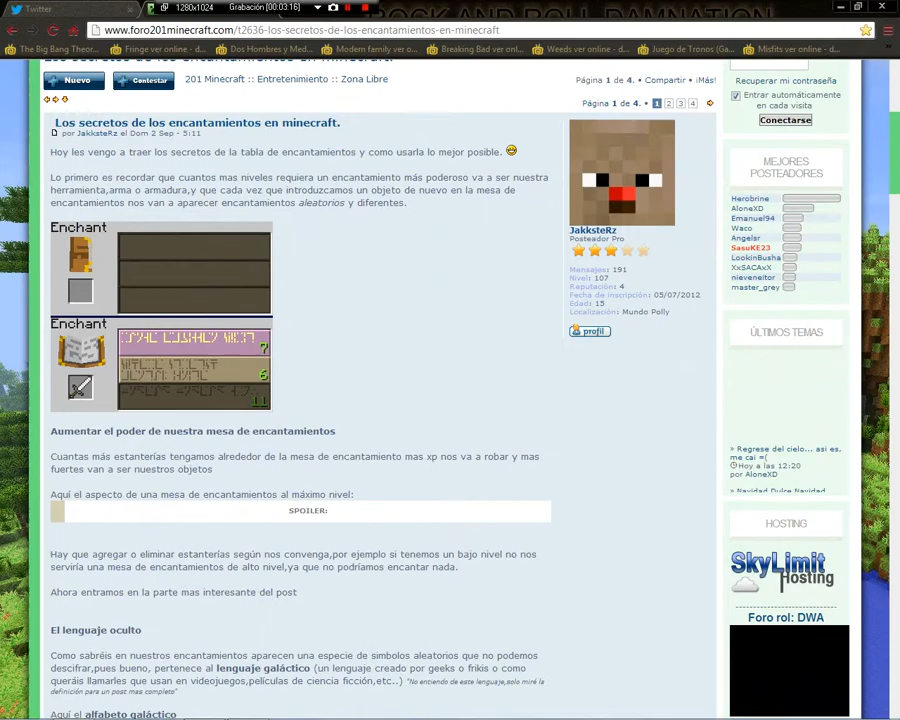 Twitter
1280x1024
Grabación [00:03:16]
ROCK AND ROLL DAMNATION
www.foro201minecraft.com/t2636-los-secretos-de-los-encantamientos-en-minecraft
The Big Bang Theor...
Fringe ver online - d...
Dos Hombres y Med...
Modern family ver o...
Breaking Bad ver onl...
Weeds ver online - d...
Juego de Tronos (Ga...
Misfits ver online - d...
Los secretos de los encantamientos en minecraft.
Nuevo
Contestar
201 Minecraft :: Entretenimiento :: Zona Libre
Página 1 de 4. • Compartir • ¡Más!
Página 1 de 4. • 1 2 3 4
Los secretos de los encantamientos en minecraft.
por JakksteRz el Dom 2 Sep - 5:11
Hoy les vengo a traer los secretos de la tabla de encantamientos y como usarla lo mejor posible.
Lo primero es recordar que cuantos mas niveles requiera un encantamiento más poderoso va a ser nuestra
herramienta,arma o armadura,y que cada vez que introduzcamos un objeto de nuevo en la mesa de
encantamientos nos van a aparecer encantamientos aleatorios y diferentes.
Enchant
Enchant
7
6
11
Aumentar el poder de nuestra mesa de encantamientos
Cuantas más estanterías tengamos alrededor de la mesa de encantamiento mas xp nos va a robar y mas
fuertes van a ser nuestros objetos
Aquí el aspecto de una mesa de encantamientos al máximo nivel:
SPOILER:
Hay que agregar o eliminar estanterías según nos convenga,por ejemplo si tenemos un bajo nivel no nos
serviría una mesa de encantamientos de alto nivel,ya que no podríamos encantar nada.
Ahora entramos en la parte mas interesante del post
El lenguaje oculto
Como sabréis en nuestros encantamientos aparecen una especie de simbolos aleatorios que no podemos
descifrar,pues bueno, pertenece al lenguaje galáctico (un lenguaje creado por geeks o frikis o como
queráis llamarles que usan en videojuegos,películas de ciencia ficción,etc..) "No entiendo de este lenguaje,solo miré la
definición para un post mas completo"
Aquí el alfabeto galáctico
JakksteRz
Posteador Pro
Mensajes: 191
Nivel: 107
Reputación: 4
Fecha de inscripción: 05/07/2012
Edad: 15
Localización: Mundo Polly
profil
Recuperar mi contraseña
Entrar automáticamente
en cada visita
Conectarse
MEJORES
POSTEADORES
Herobrine
AloneXD
Emanuel94
Waco
Angelsr
SasuKE23
LookinBusha
XxSACAxX
nieveneitor
master_grey
ÚLTIMOS TEMAS
» Regrese del cielo... asi es,
me cai =(
Hoy a las 12:20
por AloneXD
» Navidad Dulce Navidad
HOSTING
SkyLimit
Hosting
Foro rol: DWA